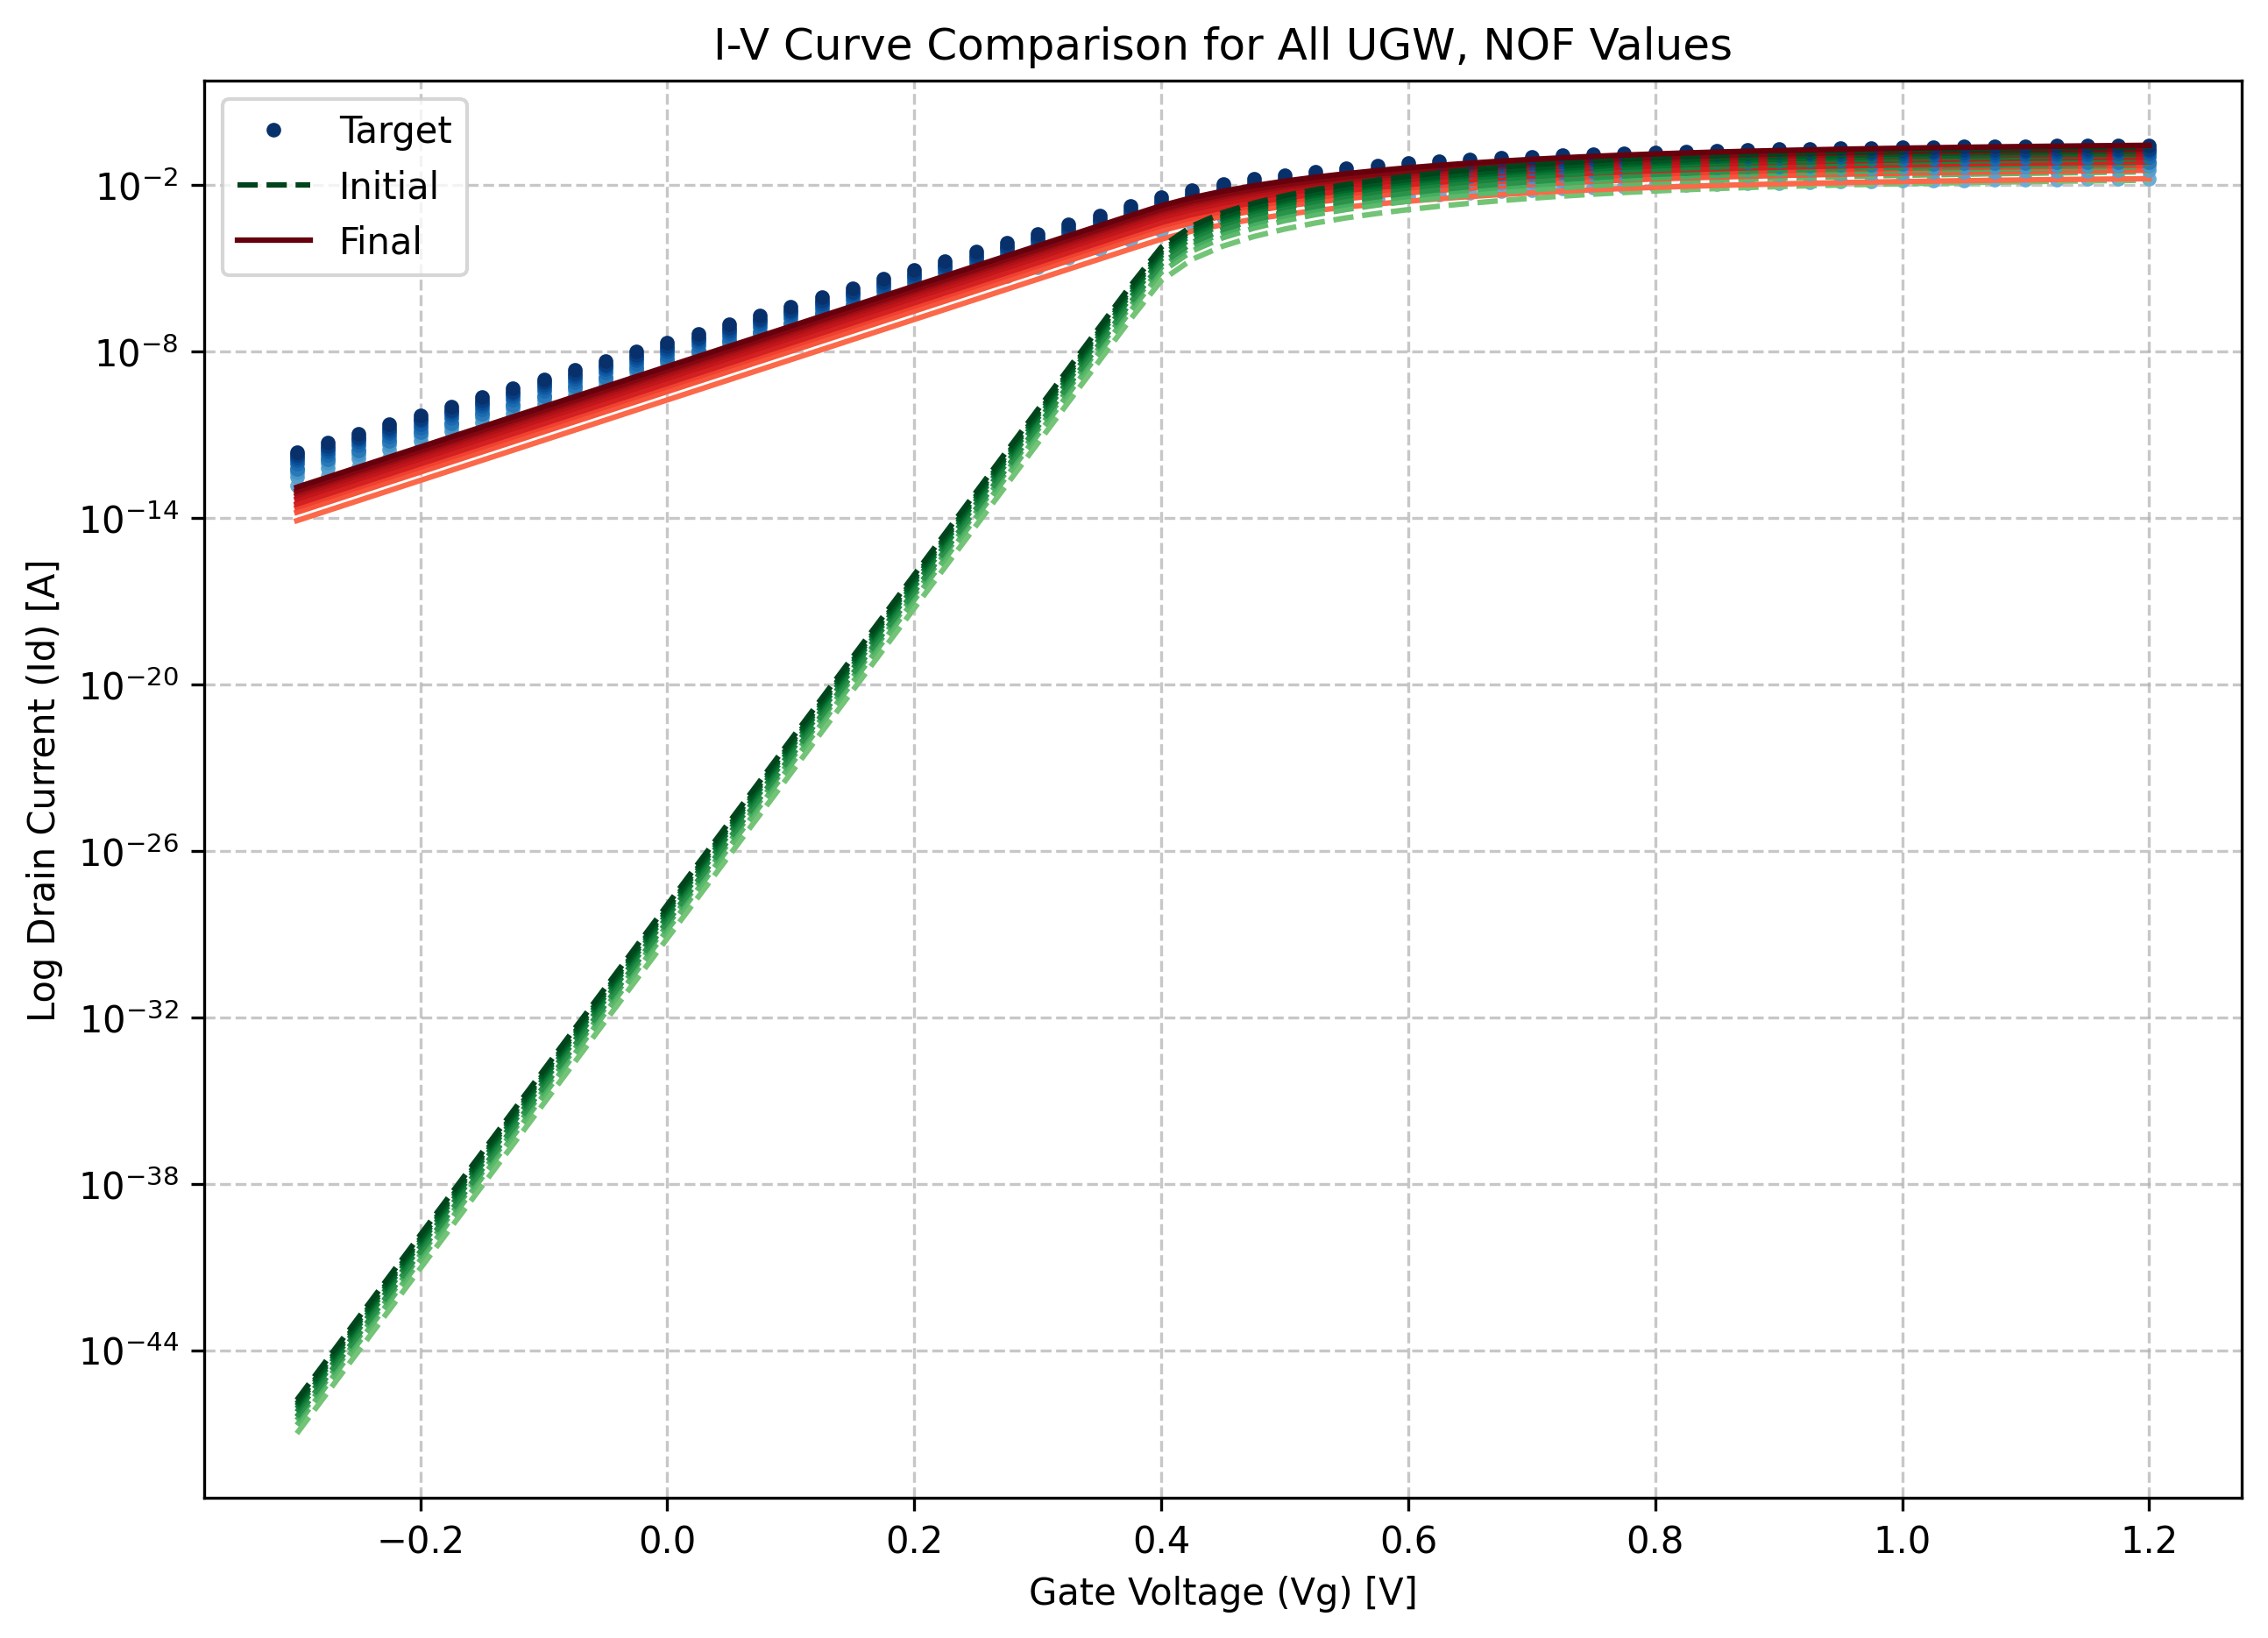 I-V Curve Comparison for All UGW, NOF Values
Target
Initial
Final
Log Drain Current (Id) [A]
10⁻²
10⁻⁸
10⁻¹⁴
10⁻²⁰
10⁻²⁶
10⁻³²
10⁻³⁸
10⁻⁴⁴
−0.2 0.0 0.2 0.4 0.6 0.8 1.0 1.2
Gate Voltage (Vg) [V]